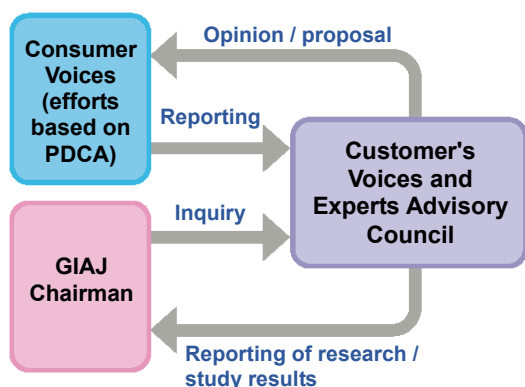 Opinion / proposal
Consumer
Voices
(efforts
based on
PDCA)
Reporting
Customer's
Voices and
Experts Advisory
Council
Inquiry
GIAJ
Chairman
Reporting of research /
study results